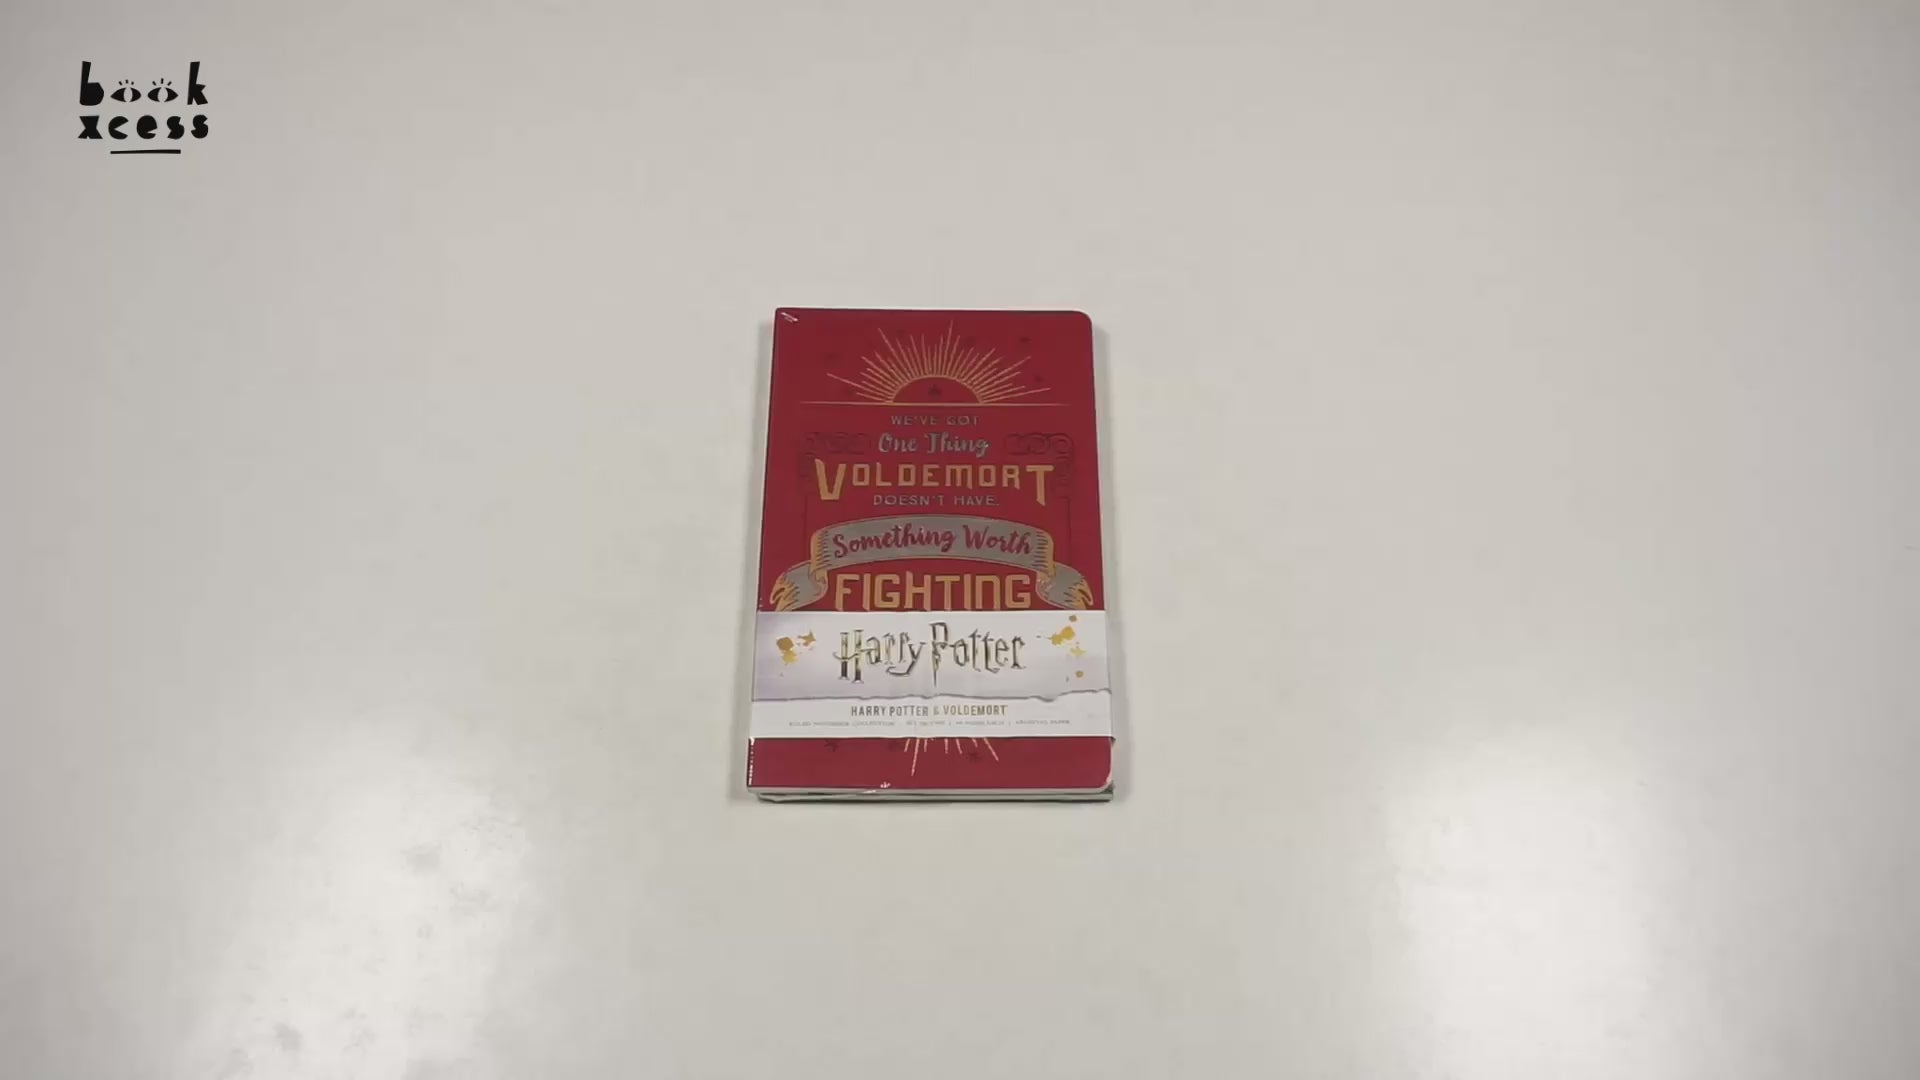 book
xcess
WE'VE GOT
One Thing
VOLDEMORT
DOESN'T HAVE.
Something Worth
FIGHTING
Harry Potter
HARRY POTTER & VOLDEMORT